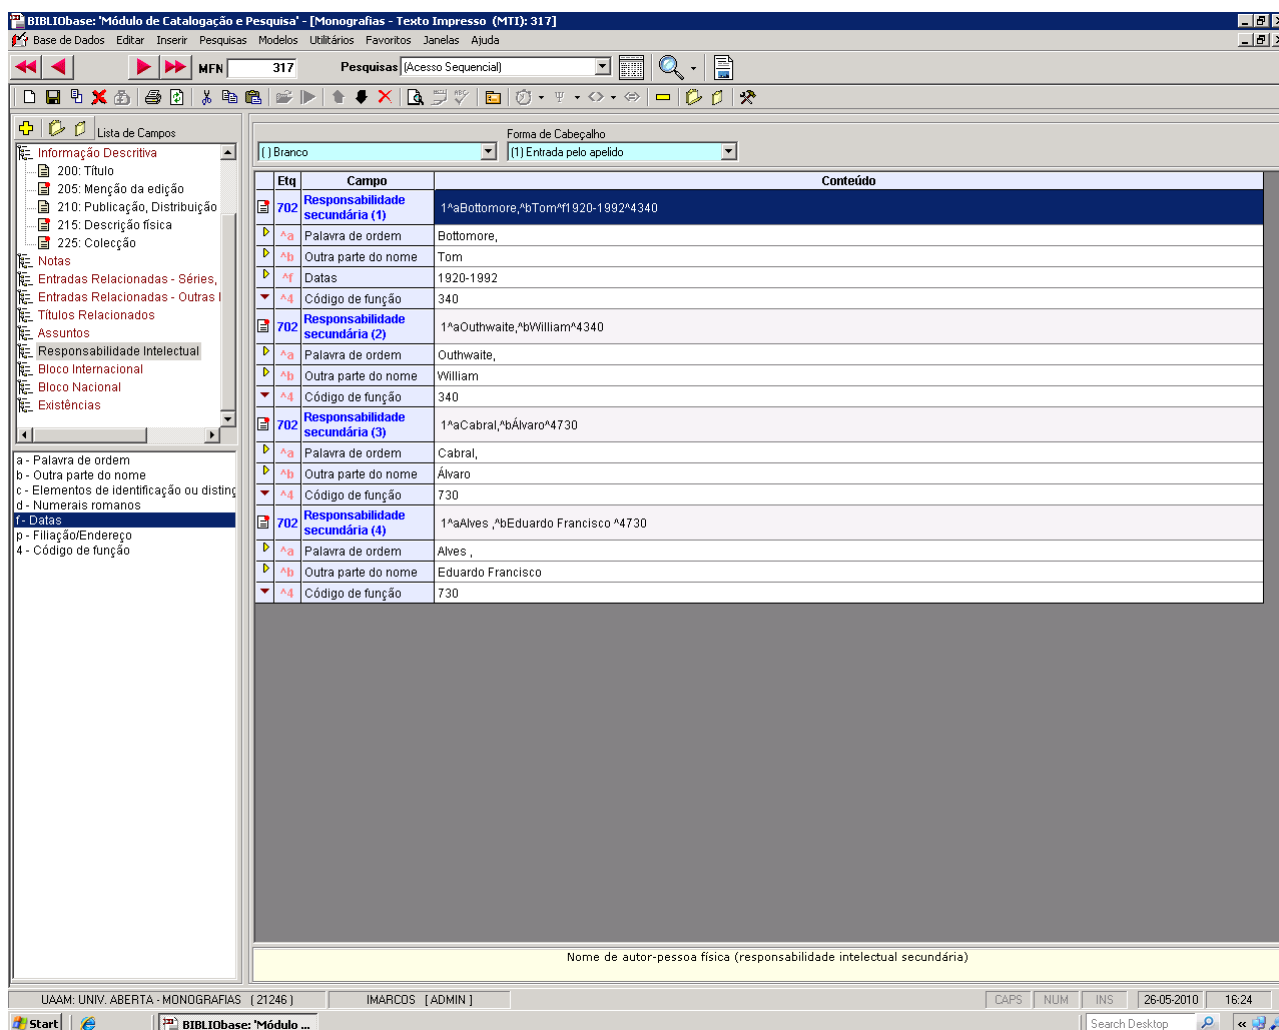 BIBLIObase: 'Módulo de Catalogação e Pesquisa' - [Monografias - Texto Impresso (MTI): 317]
Base de Dados Editar Inserir Pesquisas Modelos Utilitários Favoritos Janelas Ajuda
MFN 317 Pesquisas (Acesso Sequencial)
Lista de Campos
Informação Descritiva
200: Título
205: Menção da edição
210: Publicação, Distribuição
215: Descrição física
225: Colecção
Notas
Entradas Relacionadas - Séries,
Entradas Relacionadas - Outras
Títulos Relacionados
Assuntos
Responsabilidade Intelectual
Bloco Internacional
Bloco Nacional
Existências
a - Palavra de ordem
b - Outra parte do nome
c - Elementos de identificação ou disting
d - Numerais romanos
f - Datas
p - Filiação/Endereço
4 - Código de função
Forma de Cabeçalho
( ) Branco (1) Entrada pelo apelido
Etq Campo Conteúdo
702 Responsabilidade secundária (1) 1^aBottomore,^bTom^f1920-1992^4340
^a Palavra de ordem Bottomore,
^b Outra parte do nome Tom
^f Datas 1920-1992
^4 Código de função 340
702 Responsabilidade secundária (2) 1^aOuthwaite,^bWilliam^4340
^a Palavra de ordem Outhwaite,
^b Outra parte do nome William
^4 Código de função 340
702 Responsabilidade secundária (3) 1^aCabral,^bÁlvaro^4730
^a Palavra de ordem Cabral,
^b Outra parte do nome Álvaro
^4 Código de função 730
702 Responsabilidade secundária (4) 1^aAlves ,^bEduardo Francisco ^4730
^a Palavra de ordem Alves ,
^b Outra parte do nome Eduardo Francisco
^4 Código de função 730
Nome de autor-pessoa física (responsabilidade intelectual secundária)
UAAM: UNIV. ABERTA - MONOGRAFIAS (21246) IMARCOS [ADMIN] CAPS NUM INS 26-05-2010 16:24
Start BIBLIObase: 'Módulo ... Search Desktop